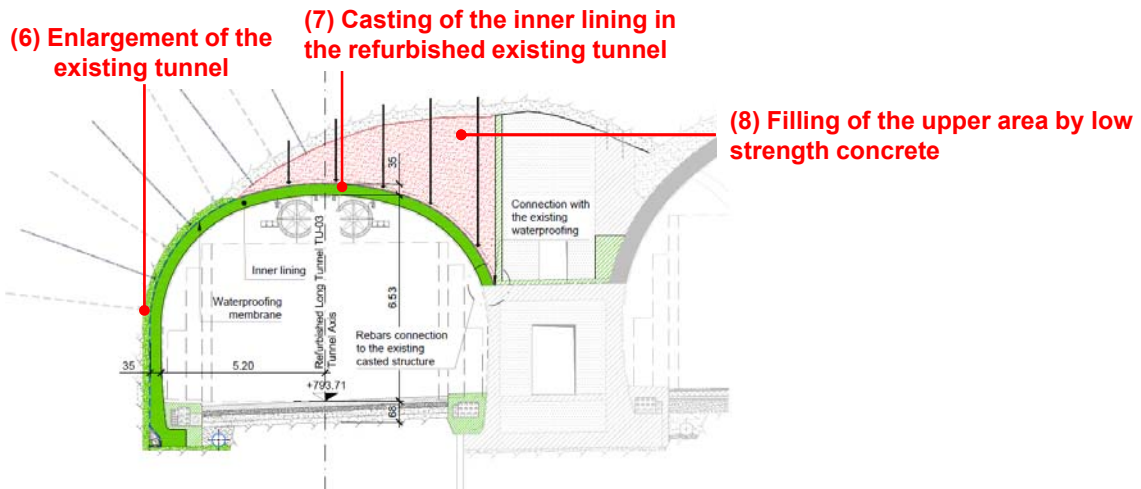 (6) Enlargement of the
existing tunnel
(7) Casting of the inner lining in
the refurbished existing tunnel
(8) Filling of the upper area by low
strength concrete
35
Connection with
the existing
waterproofing
Inner lining
Waterproofing
membrane
Refurbished Long Tunnel TU-03
Tunnel Axis
6.53
Rebars connection
to the existing
casted structure
35
5.20
+793.71
68